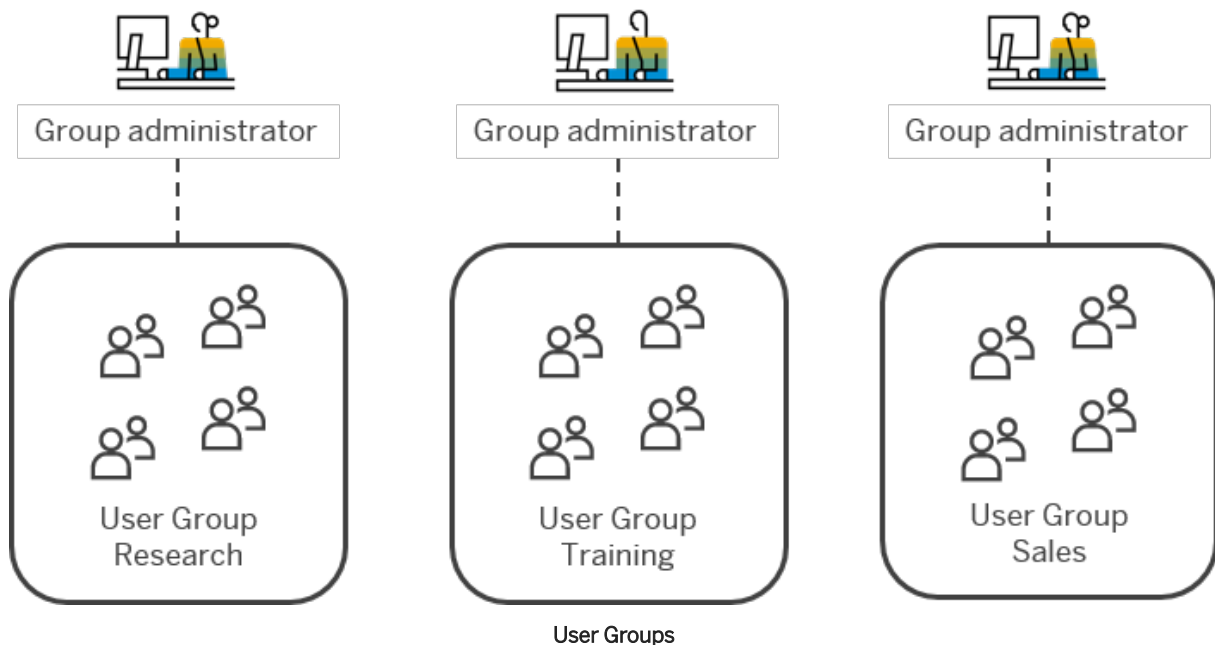 Group administrator
Group administrator
Group administrator
User Group
Research
User Group
Training
User Group
Sales
User Groups